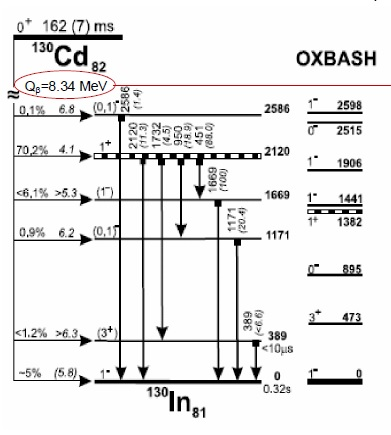 0+ 162 (7) ms
130Cd82
OXBASH
Qβ=8.34 MeV
0,1% 6.8 (0,1)- 2586 (1.4) 2586
1- 2598
0- 2515
2120 (11.3) 1732 (4.5) 950 (18.9) 451 (88.0)
70,2% 4.1 1+ 2120
1- 1906
1669 (100)
<6,1% >5.3 (1-) 1669
1- 1441
1+ 1382
1171 (20.4)
0,9% 6.2 (0,1)- 1171
0- 895
389 (<6.6)
3+ 473
<1.2% >6.3 (3+) 389
<10μs
~5% (5.8) 1- 0
1- 0
0.32s
130In81